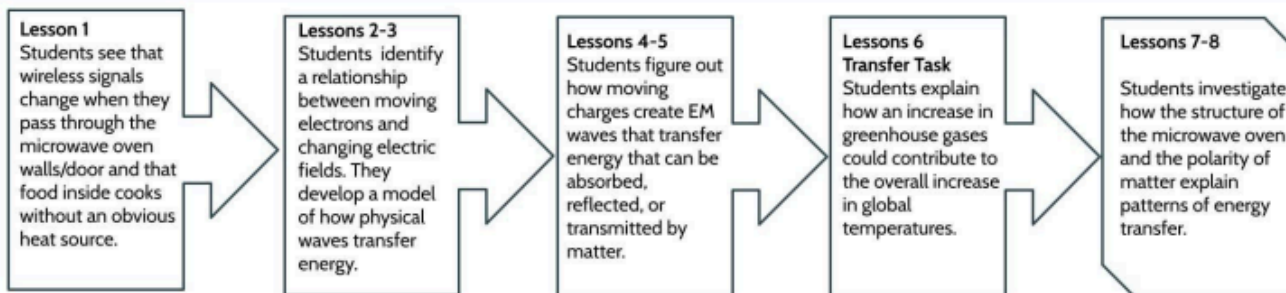 Lesson 1
Students see that
wireless signals
change when they
pass through the
microwave oven
walls/door and that
food inside cooks
without an obvious
heat source.
Lessons 2-3
Students identify
a relationship
between moving
electrons and
changing electric
fields. They
develop a model
of how physical
waves transfer
energy.
Lessons 4-5
Students figure out
how moving
charges create EM
waves that transfer
energy that can be
absorbed,
reflected, or
transmitted by
matter.
Lessons 6
Transfer Task
Students explain
how an increase in
greenhouse gases
could contribute to
the overall increase
in global
temperatures.
Lessons 7-8
Students investigate
how the structure of
the microwave oven
and the polarity of
matter explain
patterns of energy
transfer.